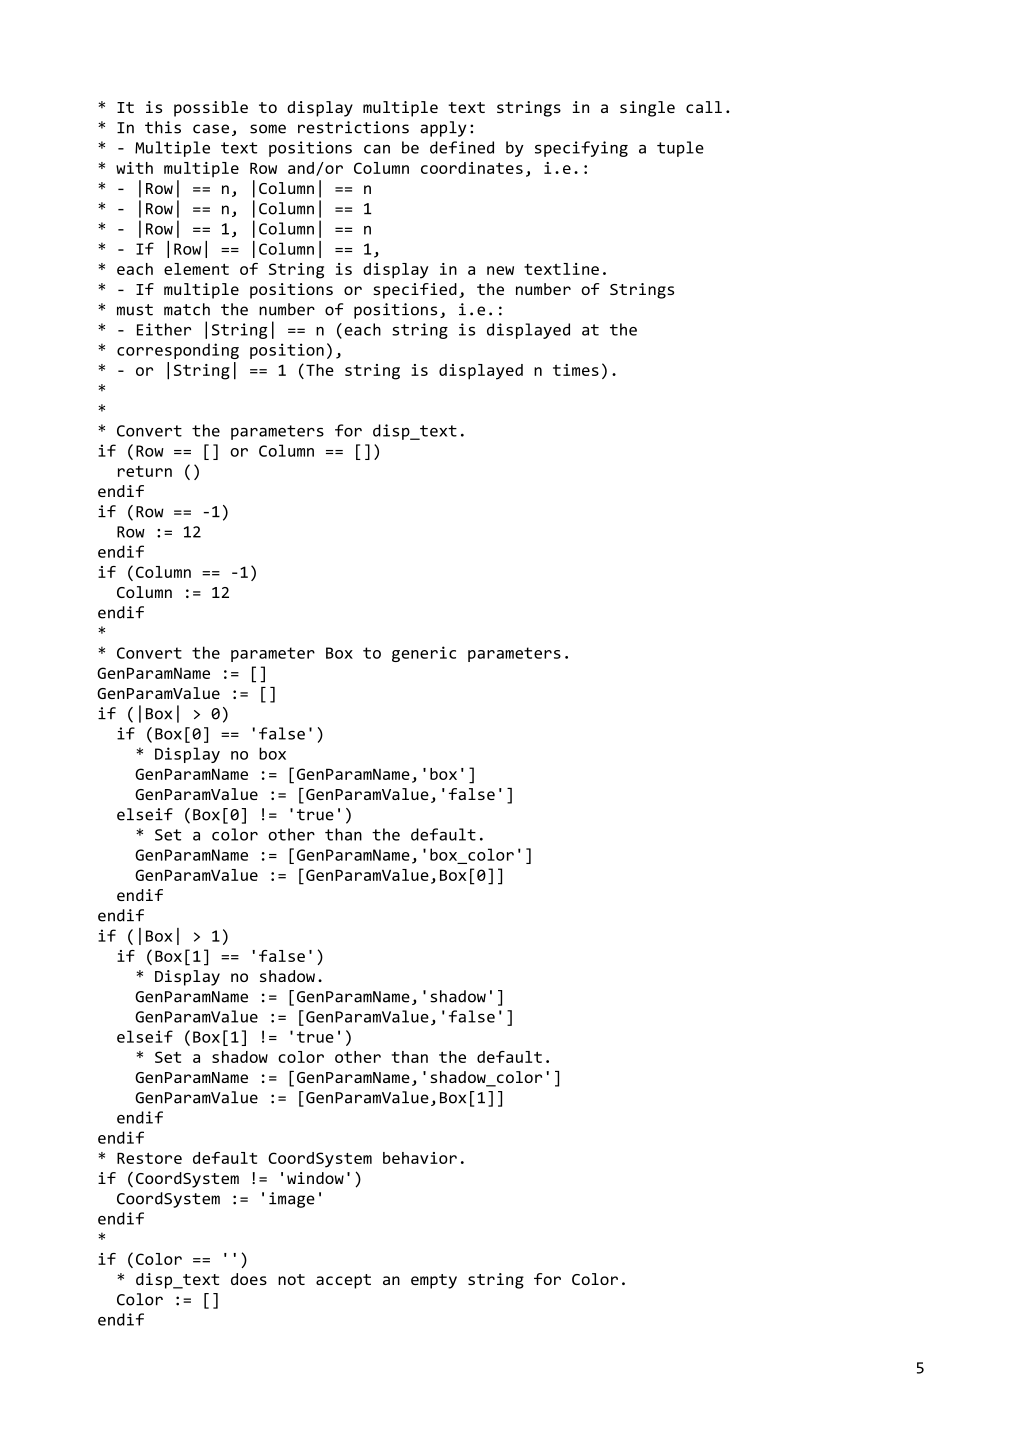 * It is possible to display multiple text strings in a single call.
* In this case, some restrictions apply:
* - Multiple text positions can be defined by specifying a tuple
* with multiple Row and/or Column coordinates, i.e.:
* - |Row| == n, |Column| == n
* - |Row| == n, |Column| == 1
* - |Row| == 1, |Column| == n
* - If |Row| == |Column| == 1,
* each element of String is display in a new textline.
* - If multiple positions or specified, the number of Strings
* must match the number of positions, i.e.:
* - Either |String| == n (each string is displayed at the
* corresponding position),
* - or |String| == 1 (The string is displayed n times).
*
*
* Convert the parameters for disp_text.
if (Row == [] or Column == [])
  return ()
endif
if (Row == -1)
  Row := 12
endif
if (Column == -1)
  Column := 12
endif
*
* Convert the parameter Box to generic parameters.
GenParamName := []
GenParamValue := []
if (|Box| > 0)
  if (Box[0] == 'false')
    * Display no box
    GenParamName := [GenParamName,'box']
    GenParamValue := [GenParamValue,'false']
  elseif (Box[0] != 'true')
    * Set a color other than the default.
    GenParamName := [GenParamName,'box_color']
    GenParamValue := [GenParamValue,Box[0]]
  endif
endif
if (|Box| > 1)
  if (Box[1] == 'false')
    * Display no shadow.
    GenParamName := [GenParamName,'shadow']
    GenParamValue := [GenParamValue,'false']
  elseif (Box[1] != 'true')
    * Set a shadow color other than the default.
    GenParamName := [GenParamName,'shadow_color']
    GenParamValue := [GenParamValue,Box[1]]
  endif
endif
* Restore default CoordSystem behavior.
if (CoordSystem != 'window')
  CoordSystem := 'image'
endif
*
if (Color == '')
  * disp_text does not accept an empty string for Color.
  Color := []
endif
5